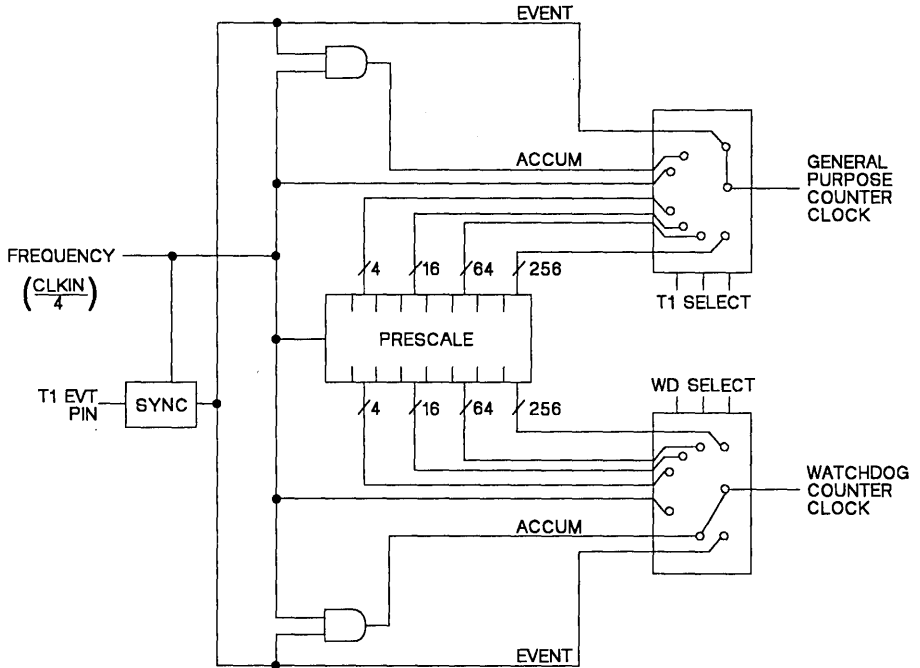 EVENT
ACCUM
GENERAL
PURPOSE
COUNTER
CLOCK
FREQUENCY
(CLKIN/4)
/4 /16 /64 /256
T1 SELECT
PRESCALE
T1 EVT
PIN
SYNC
WD SELECT
/4 /16 /64 /256
WATCHDOG
COUNTER
CLOCK
ACCUM
EVENT